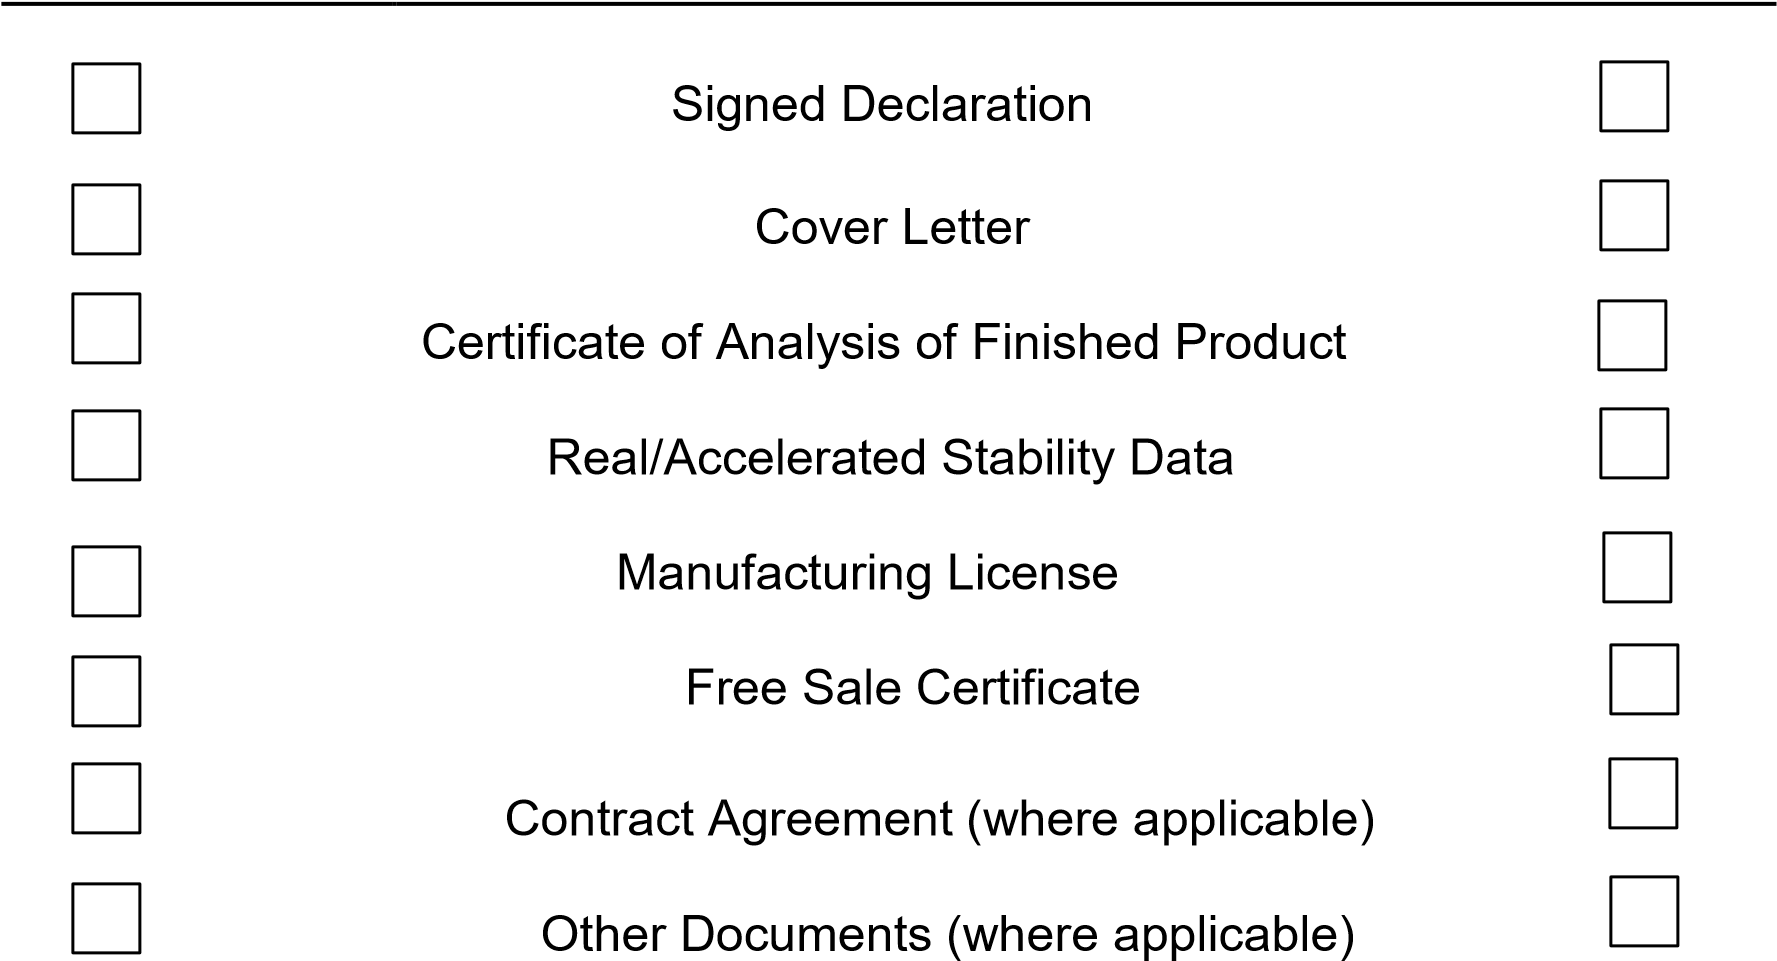 Signed Declaration
Cover Letter
Certificate of Analysis of Finished Product
Real/Accelerated Stability Data
Manufacturing License
Free Sale Certificate
Contract Agreement (where applicable)
Other Documents (where applicable)